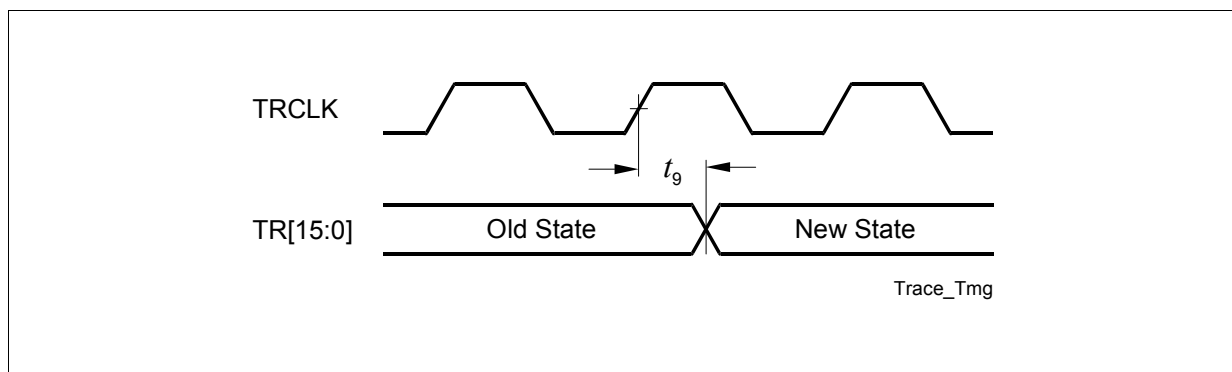 TRCLK
t9
TR[15:0] Old State New State
Trace_Tmg